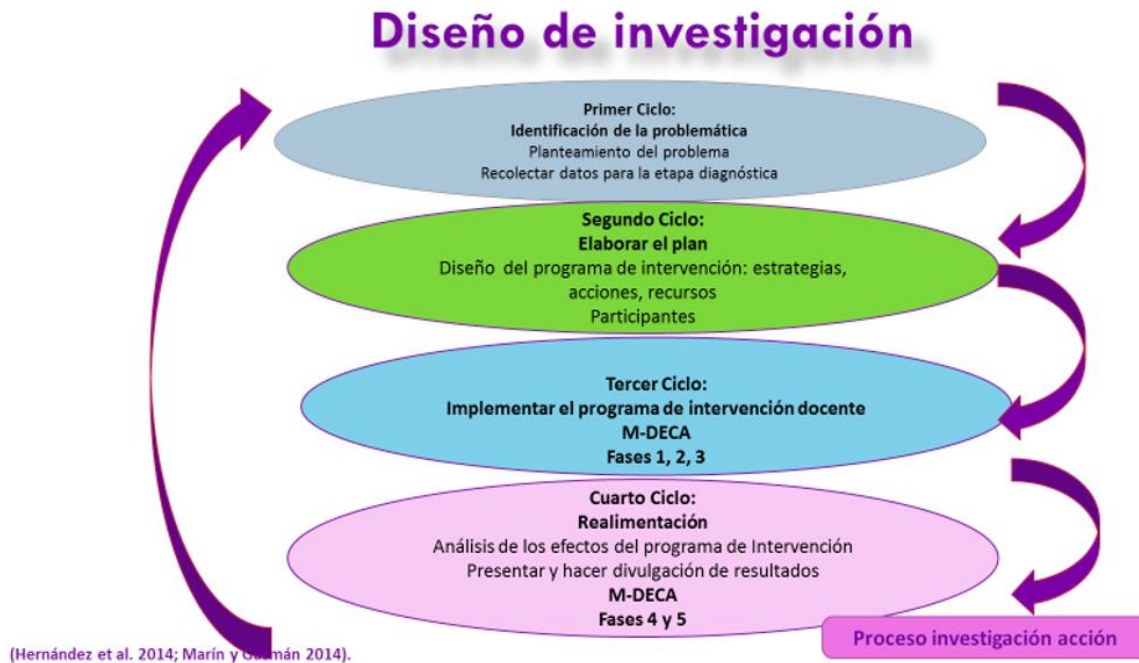 Diseño de investigación
Primer Ciclo:
Identificación de la problemática
Planteamiento del problema
Recolectar datos para la etapa diagnóstica
Segundo Ciclo:
Elaborar el plan
Diseño del programa de intervención: estrategias,
acciones, recursos
Participantes
Tercer Ciclo:
Implementar el programa de intervención docente
M-DECA
Fases 1, 2, 3
Cuarto Ciclo:
Realimentación
Análisis de los efectos del programa de Intervención
Presentar y hacer divulgación de resultados
M-DECA
Fases 4 y 5
Proceso investigación acción
(Hernández et al. 2014; Marín y Guzmán 2014).